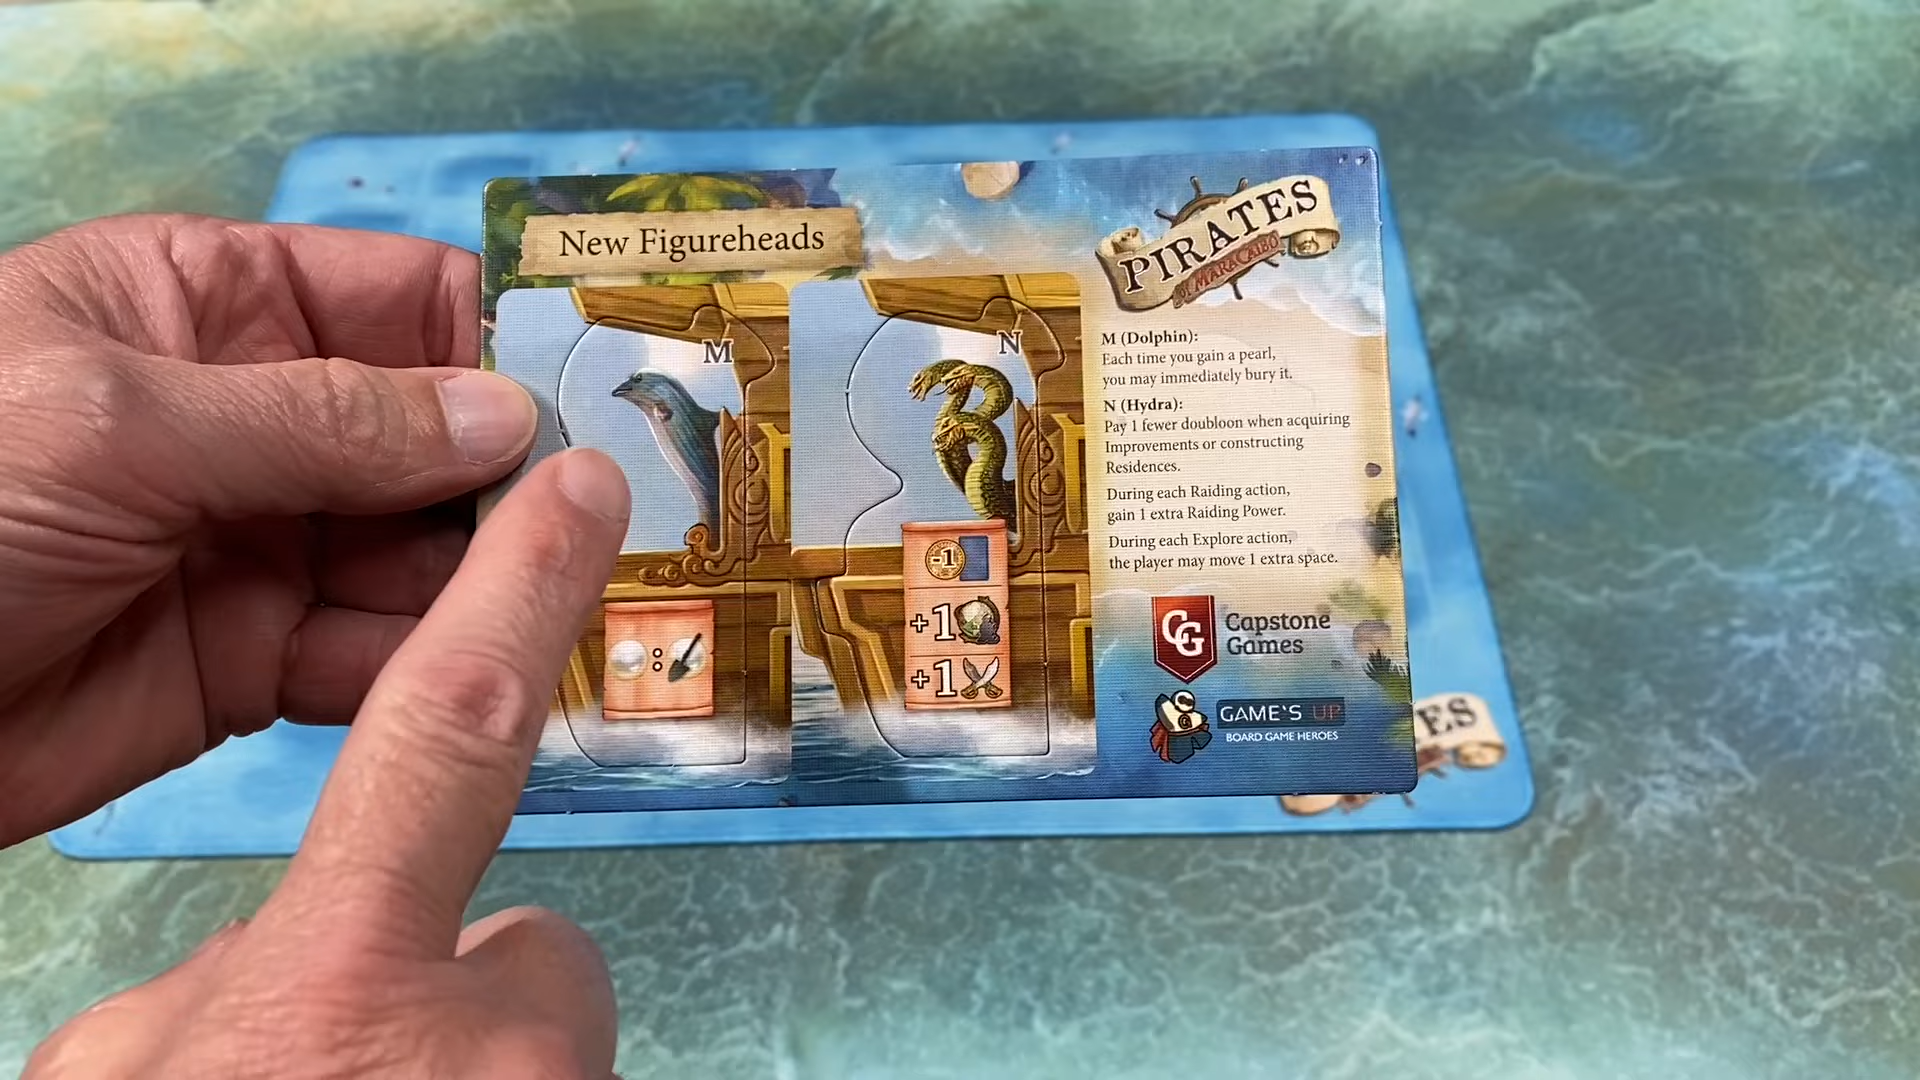 New Figureheads
PIRATES
OF MARACAIBO
M
N
M (Dolphin):
Each time you gain a pearl,
you may immediately bury it.
N (Hydra):
Pay 1 fewer doubloon when acquiring
Improvements or constructing
Residences.
During each Raiding action,
gain 1 extra Raiding Power.
During each Explore action,
the player may move 1 extra space.
:
-1
+1
+1
CG
Capstone
Games
G
GAME'S UP
BOARD GAME HEROES
ES